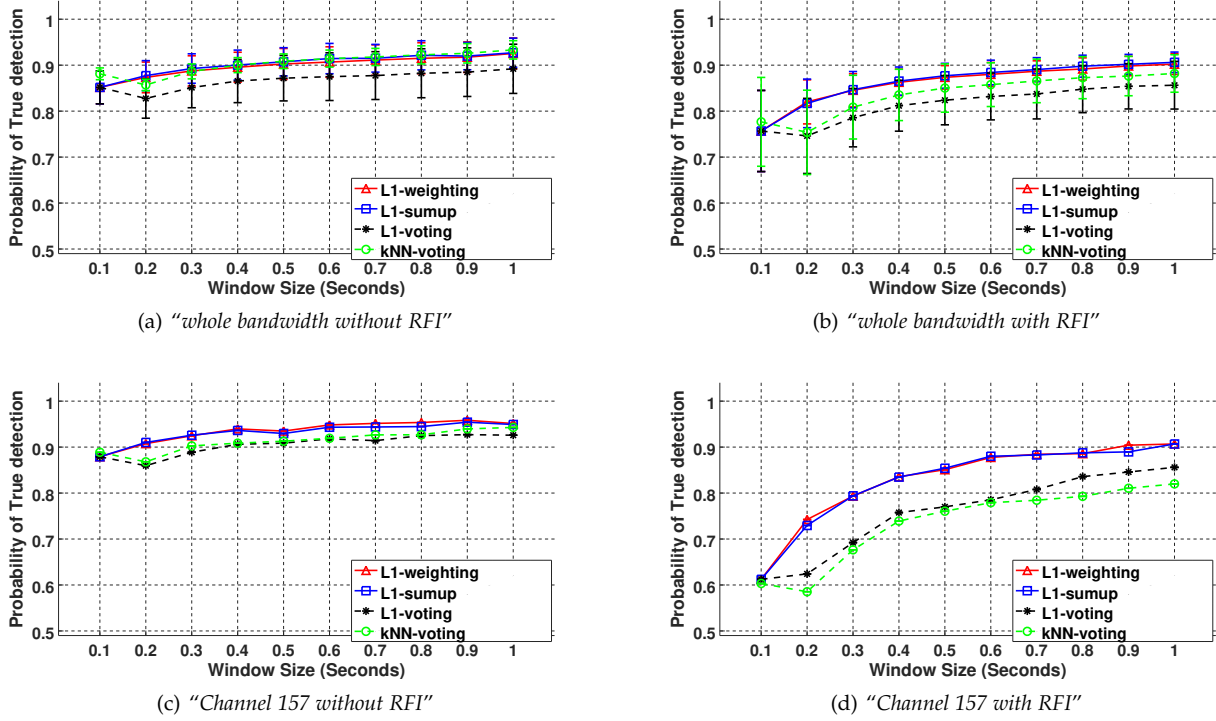 1
0.9
0.8
0.7
0.6
0.5
Probability of True detection
L1-weighting
L1-sumup
L1-voting
kNN-voting
0.1 0.2 0.3 0.4 0.5 0.6 0.7 0.8 0.9 1
Window Size (Seconds)
(a) “whole bandwidth without RFI”
1
0.9
0.8
0.7
0.6
0.5
Probability of True detection
L1-weighting
L1-sumup
L1-voting
kNN-voting
0.1 0.2 0.3 0.4 0.5 0.6 0.7 0.8 0.9 1
Window Size (Seconds)
(b) “whole bandwidth with RFI”
1
0.9
0.8
0.7
0.6
0.5
Probability of True detection
L1-weighting
L1-sumup
L1-voting
kNN-voting
0.1 0.2 0.3 0.4 0.5 0.6 0.7 0.8 0.9 1
Window Size (Seconds)
(c) “Channel 157 without RFI”
1
0.9
0.8
0.7
0.6
0.5
Probability of True detection
L1-weighting
L1-sumup
L1-voting
kNN-voting
0.1 0.2 0.3 0.4 0.5 0.6 0.7 0.8 0.9 1
Window Size (Seconds)
(d) “Channel 157 with RFI”